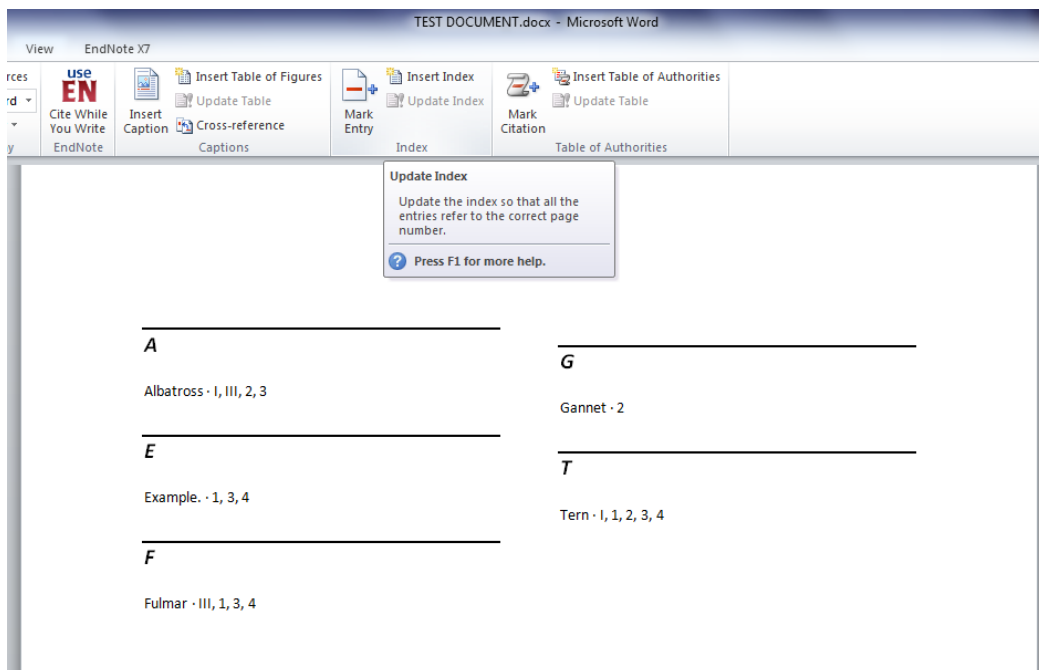 TEST DOCUMENT.docx - Microsoft Word
View EndNote X7
Insert Table of Figures
Update Table
Cross-reference
Insert
Caption
Captions
use
EN
Cite While
You Write
EndNote
Mark
Entry
Insert Index
Update Index
Index
Mark
Citation
Insert Table of Authorities
Update Table
Table of Authorities
Update Index
Update the index so that all the
entries refer to the correct page
number.
Press F1 for more help.
A
Albatross · I, III, 2, 3
E
Example. · 1, 3, 4
F
Fulmar · III, 1, 3, 4
G
Gannet · 2
T
Tern · I, 1, 2, 3, 4